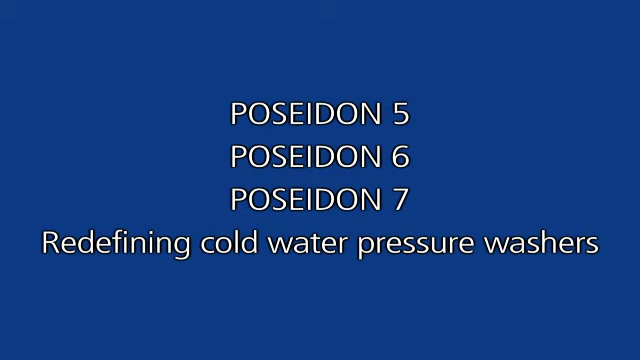 POSEIDON 5
POSEIDON 6
POSEIDON 7
Redefining cold water pressure washers